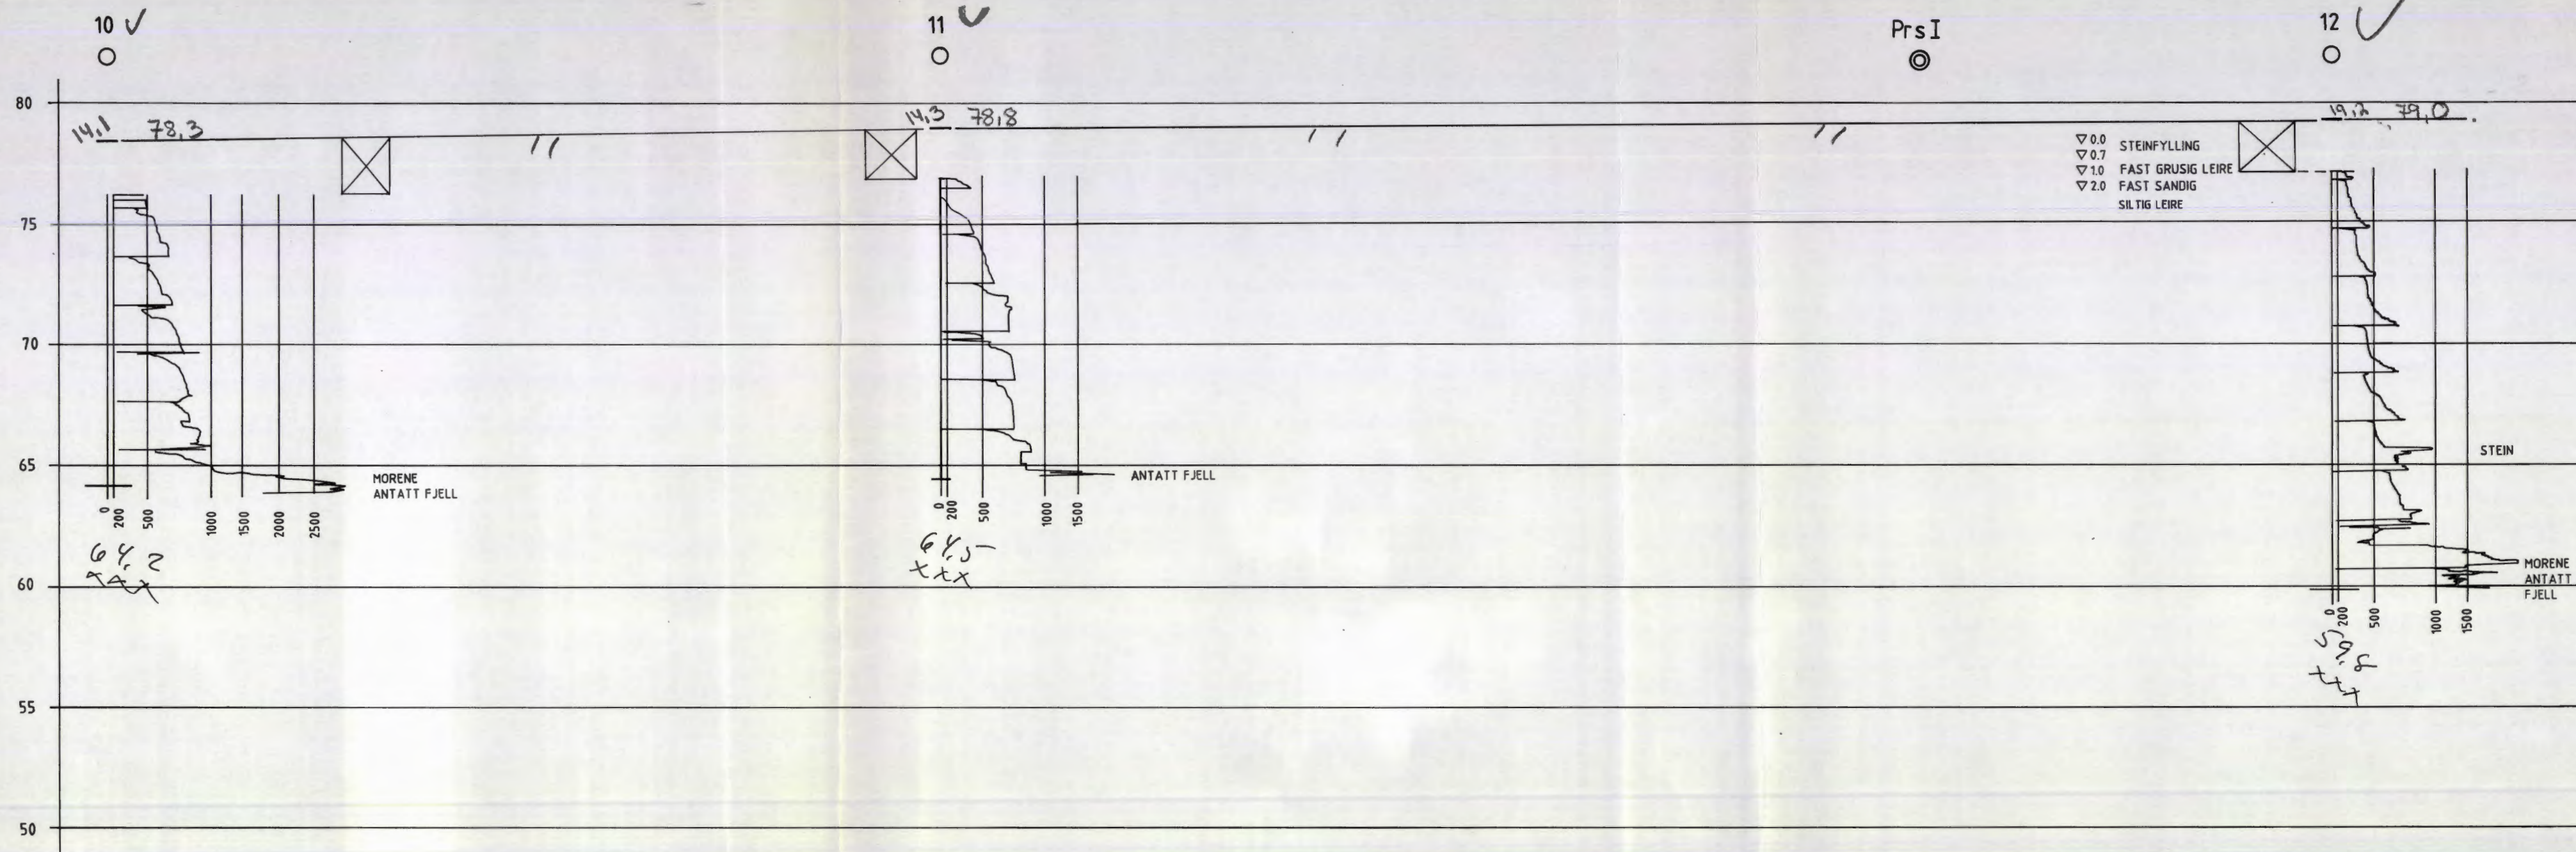 10
11
PrsI
12
80
14.1 78,3
14.3 78,8
19.2 79,0
▽ 0.0 STEINFYLLING
▽ 0.7
▽ 1.0 FAST GRUSIG LEIRE
▽ 2.0 FAST SANDIG
SILTIG LEIRE
75
70
65
STEIN
MORENE
ANTATT FJELL
ANTATT FJELL
0 200 500 1000 1500 2000 2500
0 200 500 1000 1500
64,2
xxx
64,5
xxx
60
MORENE
ANTATT
FJELL
0 200 500 1000 1500
59,8
xxx
55
50